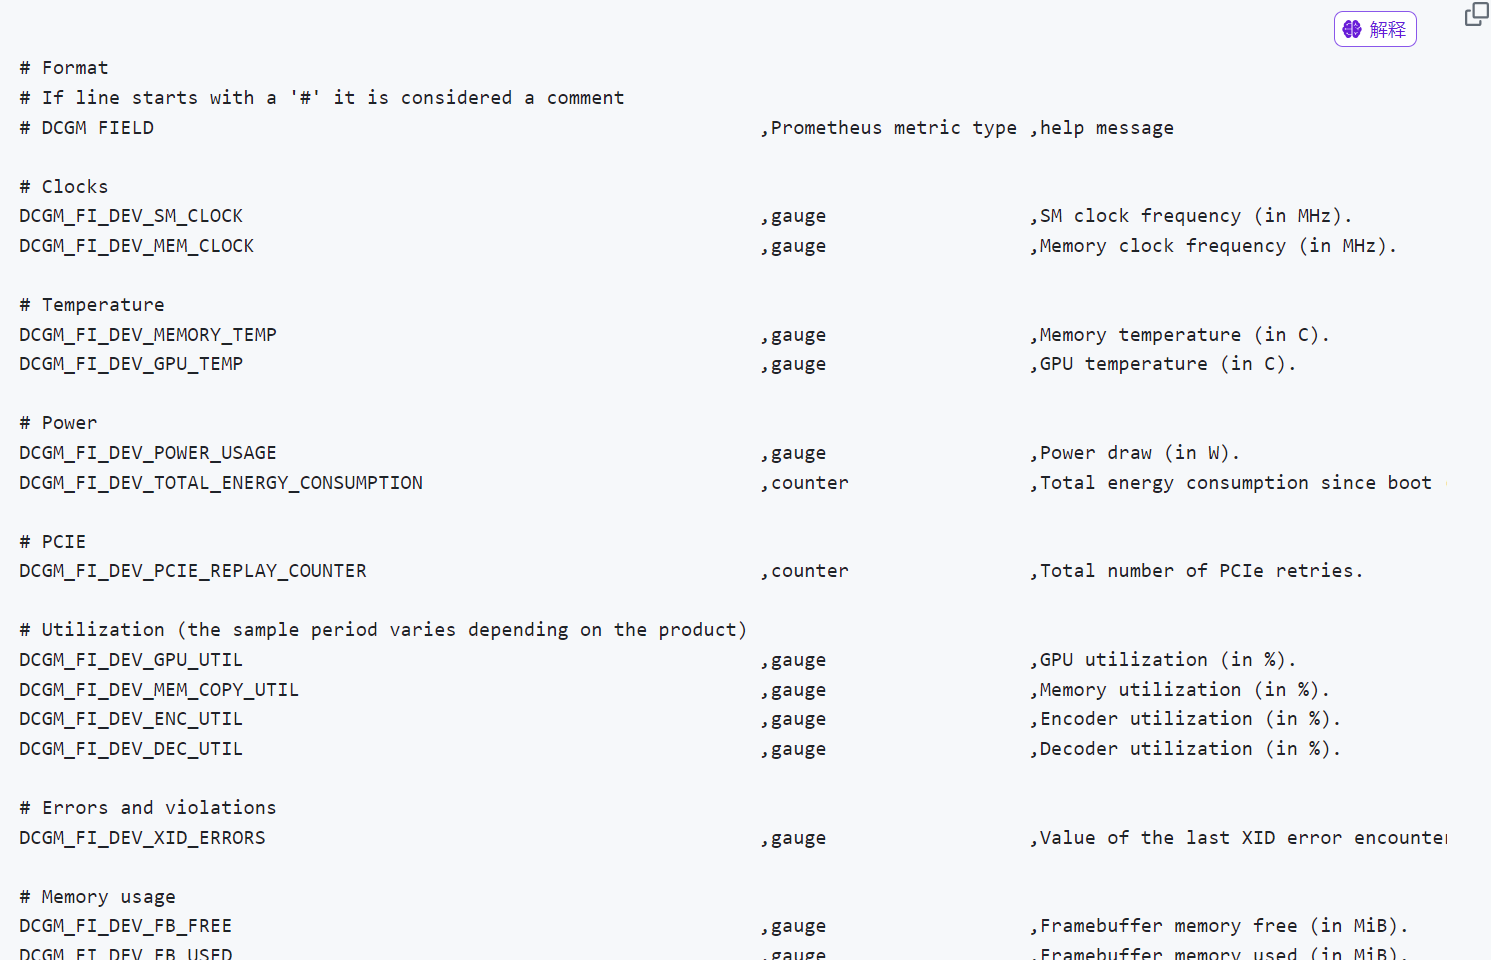 解释
# Format
# If line starts with a '#' it is considered a comment
# DCGM FIELD ,Prometheus metric type ,help message
# Clocks
DCGM_FI_DEV_SM_CLOCK ,gauge ,SM clock frequency (in MHz).
DCGM_FI_DEV_MEM_CLOCK ,gauge ,Memory clock frequency (in MHz).
# Temperature
DCGM_FI_DEV_MEMORY_TEMP ,gauge ,Memory temperature (in C).
DCGM_FI_DEV_GPU_TEMP ,gauge ,GPU temperature (in C).
# Power
DCGM_FI_DEV_POWER_USAGE ,gauge ,Power draw (in W).
DCGM_FI_DEV_TOTAL_ENERGY_CONSUMPTION ,counter ,Total energy consumption since boot
# PCIE
DCGM_FI_DEV_PCIE_REPLAY_COUNTER ,counter ,Total number of PCIe retries.
# Utilization (the sample period varies depending on the product)
DCGM_FI_DEV_GPU_UTIL ,gauge ,GPU utilization (in %).
DCGM_FI_DEV_MEM_COPY_UTIL ,gauge ,Memory utilization (in %).
DCGM_FI_DEV_ENC_UTIL ,gauge ,Encoder utilization (in %).
DCGM_FI_DEV_DEC_UTIL ,gauge ,Decoder utilization (in %).
# Errors and violations
DCGM_FI_DEV_XID_ERRORS ,gauge ,Value of the last XID error encounte
# Memory usage
DCGM_FI_DEV_FB_FREE ,gauge ,Framebuffer memory free (in MiB).
DCGM_FI_DEV_FB_USED ,gauge ,Framebuffer memory used (in MiB).